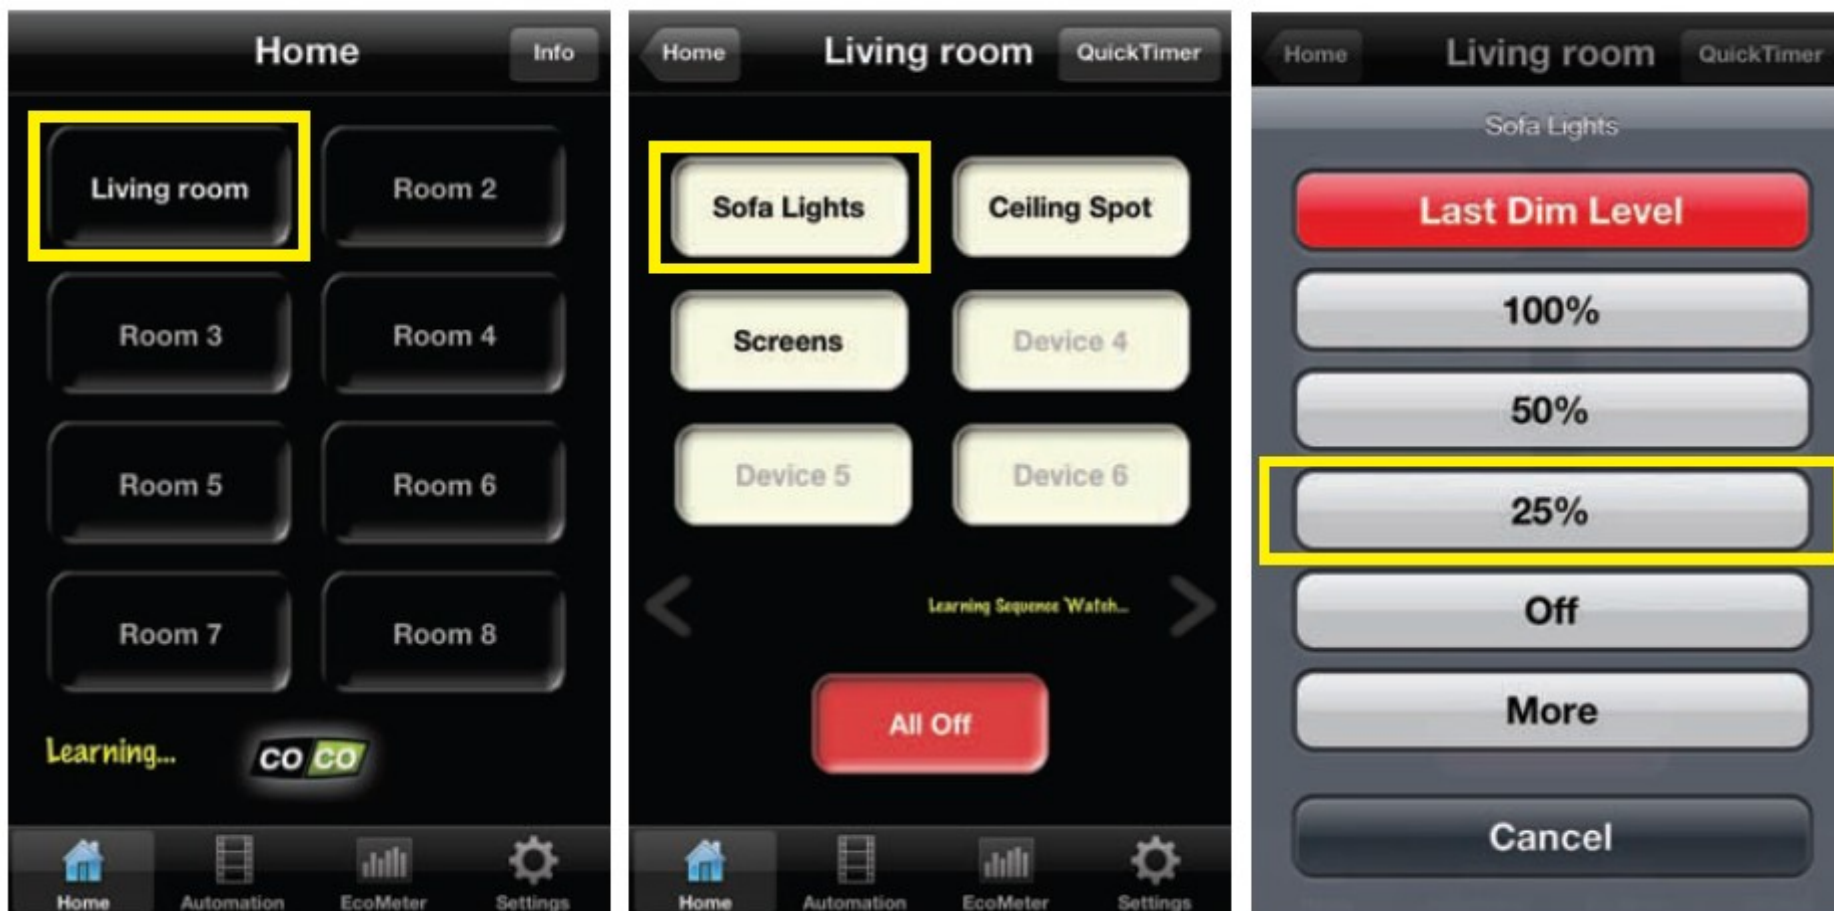 Home Info
Living room Room 2
Room 3 Room 4
Room 5 Room 6
Room 7 Room 8
Learning... COCO
Home Automation EcoMeter Settings
Home Living room QuickTimer
Sofa Lights Ceiling Spot
Screens Device 4
Device 5 Device 6
Learning Sequence 'Watch...
All Off
Home Automation EcoMeter Settings
Home Living room QuickTimer
Sofa Lights
Last Dim Level
100%
50%
25%
Off
More
Cancel